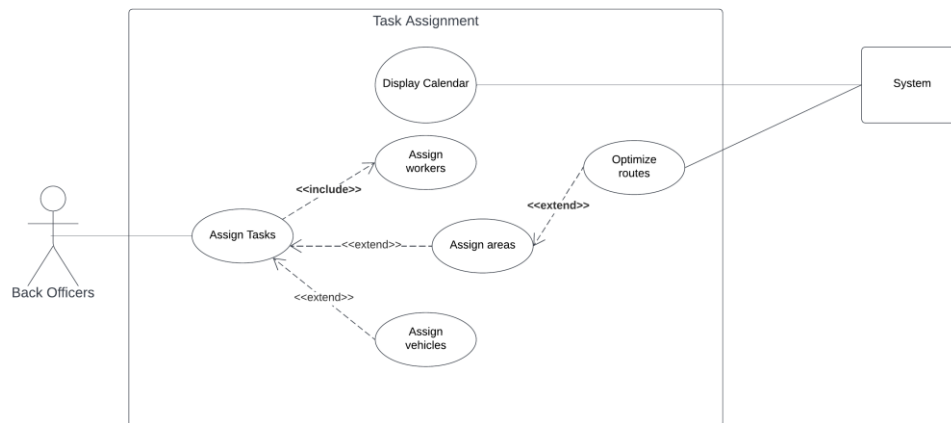 Task Assignment
Display Calendar
System
Assign
workers
Optimize
routes
<<include>>
<<extend>>
Assign Tasks
<<extend>>
Assign areas
Back Officers
<<extend>>
Assign
vehicles